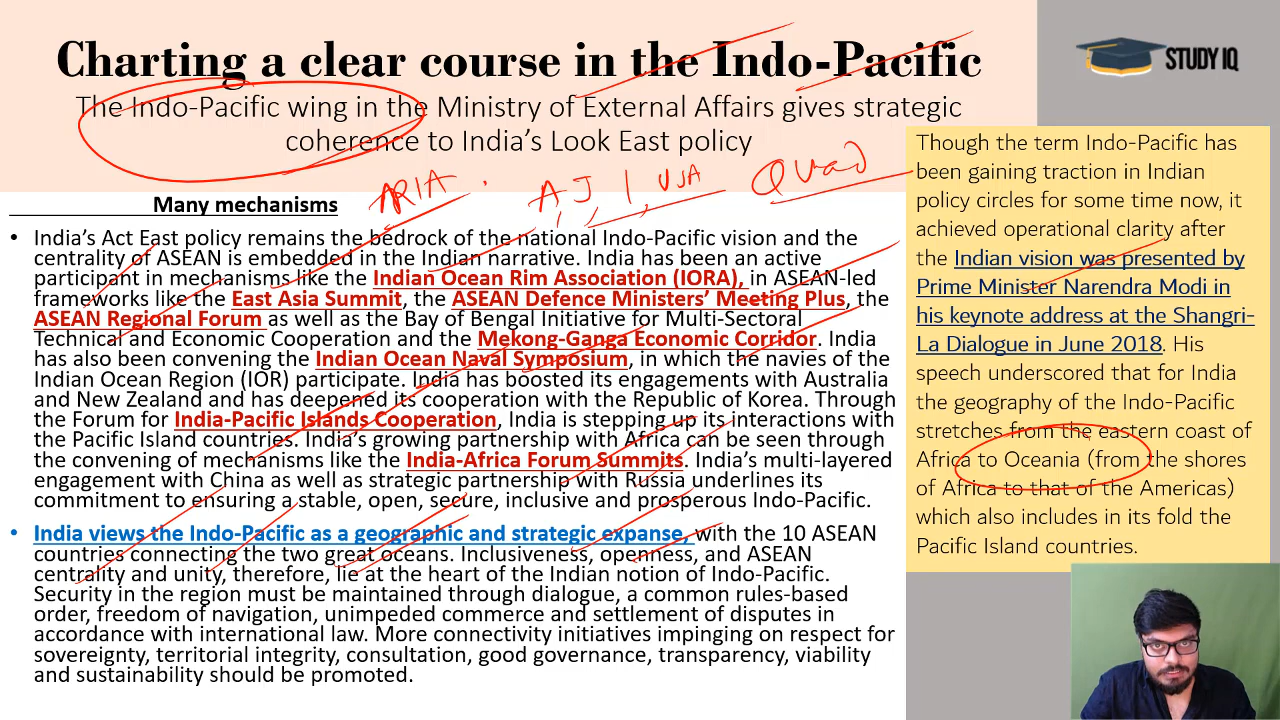 Charting a clear course in the Indo-Pacific
The Indo-Pacific wing in the Ministry of External Affairs gives strategic
coherence to India's Look East policy
STUDY IQ
ARIA
A J I USA
Quad
Many mechanisms
• India's Act East policy remains the bedrock of the national Indo-Pacific vision and the
centrality of ASEAN is embedded in the Indian narrative. India has been an active
participant in mechanisms like the Indian Ocean Rim Association (IORA), in ASEAN-led
frameworks like the East Asia Summit, the ASEAN Defence Ministers' Meeting Plus, the
ASEAN Regional Forum as well as the Bay of Bengal Initiative for Multi-Sectoral
Technical and Economic Cooperation and the Mekong-Ganga Economic Corridor. India
has also been convening the Indian Ocean Naval Symposium, in which the navies of the
Indian Ocean Region (IOR) participate. India has boosted its engagements with Australia
and New Zealand and has deepened its cooperation with the Republic of Korea. Through
the Forum for India-Pacific Islands Cooperation, India is stepping up its interactions with
the Pacific Island countries. India's growing partnership with Africa can be seen through
the convening of mechanisms like the India-Africa Forum Summits. India's multi-layered
engagement with China as well as strategic partnership with Russia underlines its
commitment to ensuring a stable, open, secure, inclusive and prosperous Indo-Pacific.
• India views the Indo-Pacific as a geographic and strategic expanse, with the 10 ASEAN
countries connecting the two great oceans. Inclusiveness, openness, and ASEAN
centrality and unity, therefore, lie at the heart of the Indian notion of Indo-Pacific.
Security in the region must be maintained through dialogue, a common rules-based
order, freedom of navigation, unimpeded commerce and settlement of disputes in
accordance with international law. More connectivity initiatives impinging on respect for
sovereignty, territorial integrity, consultation, good governance, transparency, viability
and sustainability should be promoted.
Though the term Indo-Pacific has
been gaining traction in Indian
policy circles for some time now, it
achieved operational clarity after
the Indian vision was presented by
Prime Minister Narendra Modi in
his keynote address at the Shangri-
La Dialogue in June 2018. His
speech underscored that for India
the geography of the Indo-Pacific
stretches from the eastern coast of
Africa to Oceania (from the shores
of Africa to that of the Americas)
which also includes in its fold the
Pacific Island countries.